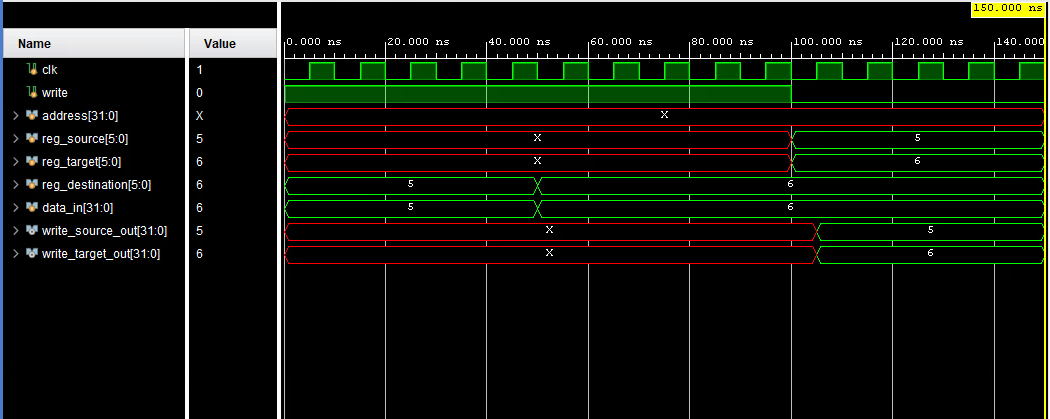 150.000 ns
Name Value
0.000 ns 20.000 ns 40.000 ns 60.000 ns 80.000 ns 100.000 ns 120.000 ns 140.000
clk 1
write 0
address[31:0] X X
reg_source[5:0] 5 X 5
reg_target[5:0] 6 X 6
reg_destination[5:0] 6 5 6
data_in[31:0] 6 5 6
write_source_out[31:0] 5 X 5
write_target_out[31:0] 6 X 6